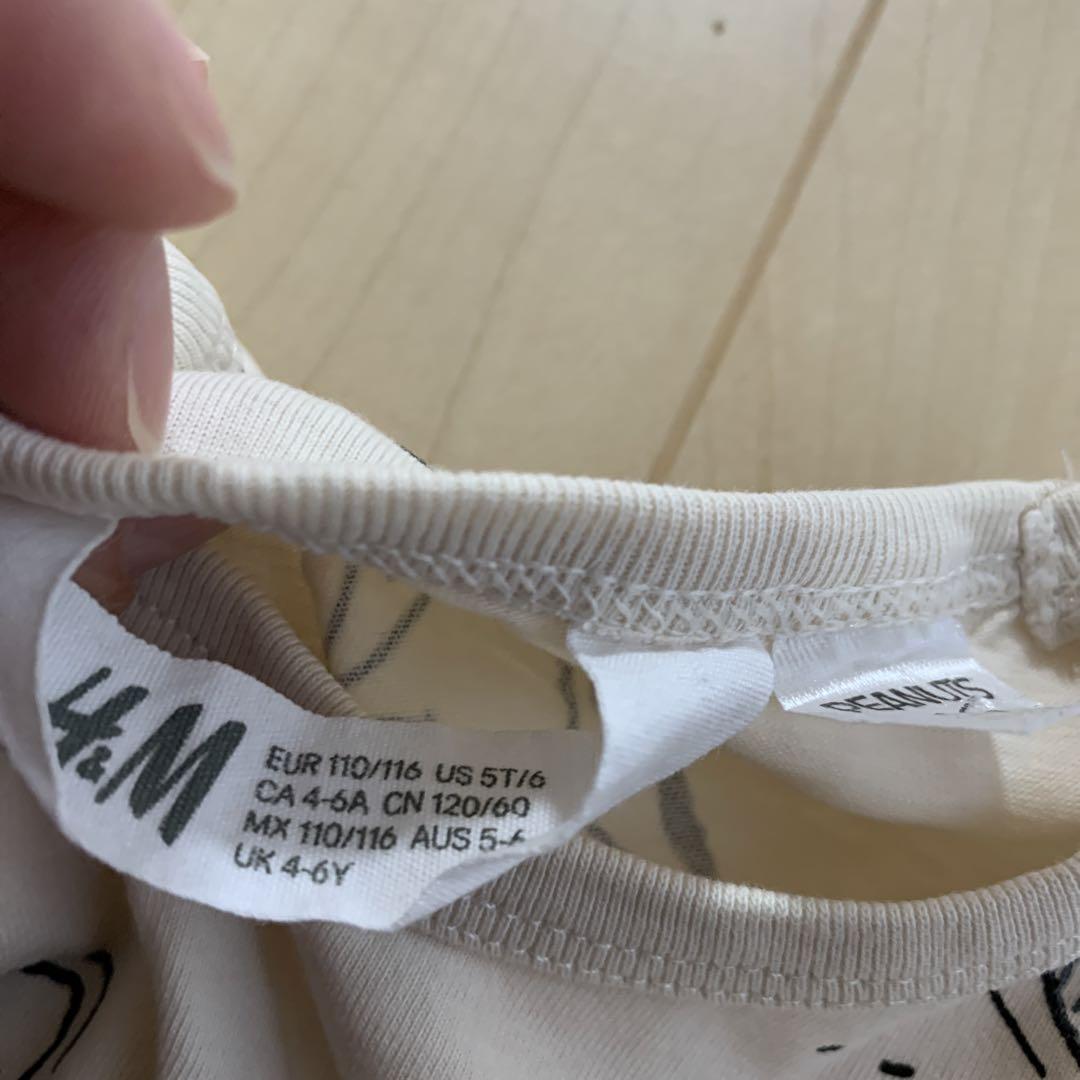 H&M
EUR 110/116 US 5T/6
CA 4-6A CN 120/60
MX 110/116 AUS 5-6
UK 4-6Y
PEANUTS